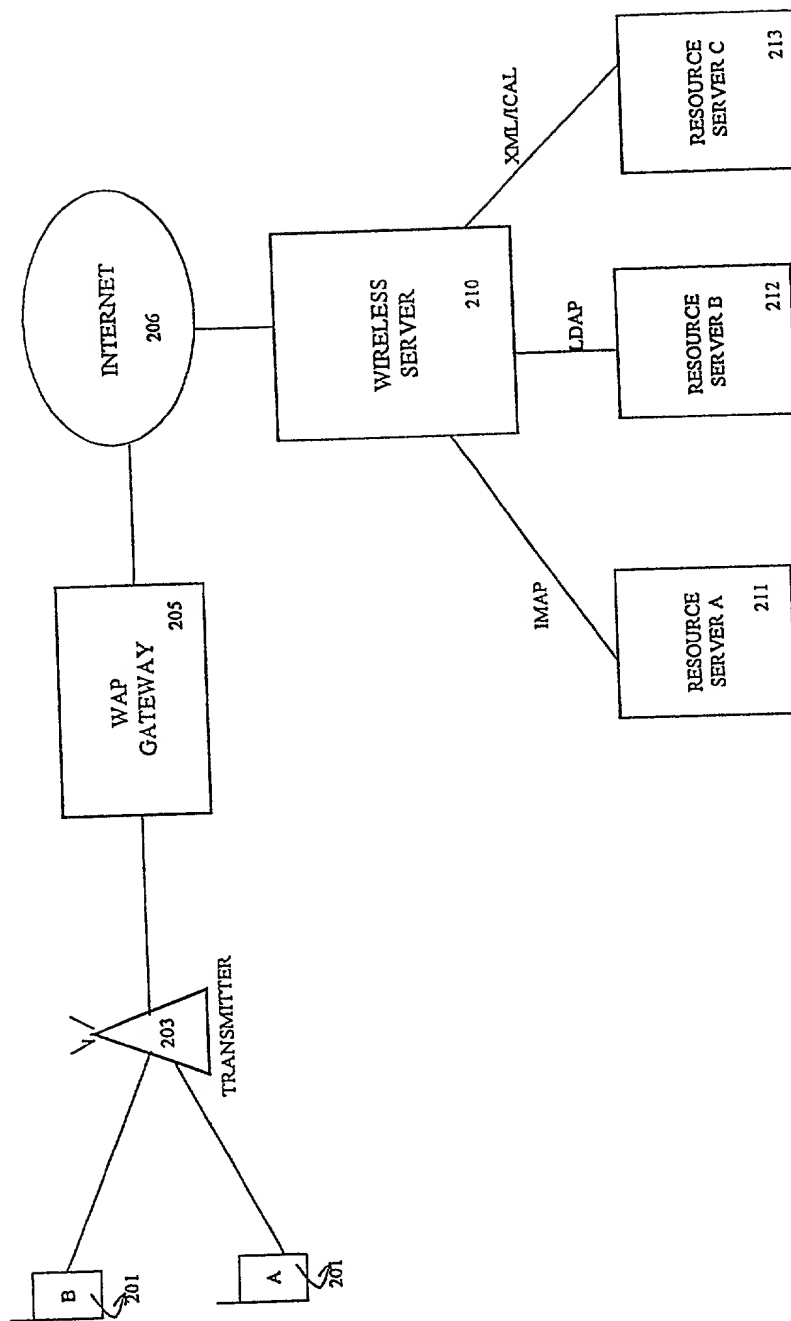 B
201
A
201
203
TRANSMITTER
WAP
GATEWAY
205
INTERNET
206
WIRELESS
SERVER
210
IMAP
LDAP
XML/ICAL
RESOURCE
SERVER A
211
RESOURCE
SERVER B
212
RESOURCE
SERVER C
213